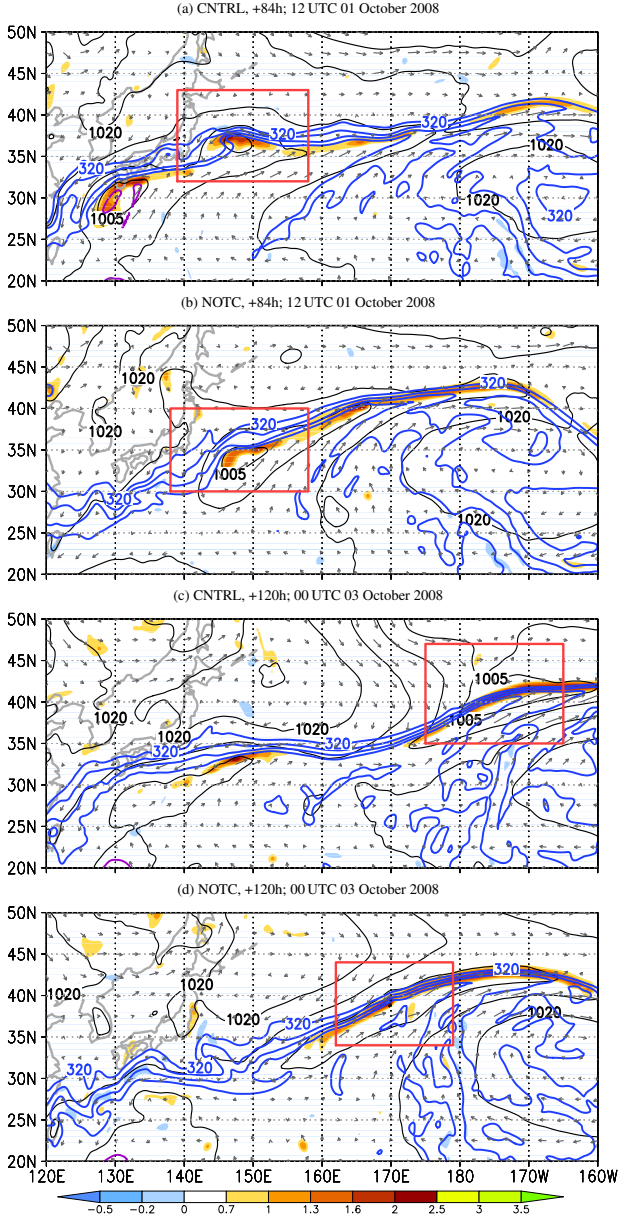 (a) CNTRL, +84h; 12 UTC 01 October 2008
50N
45N
40N
35N
30N
25N
20N
1020
320
1005
320
320
1020
1020
320
(b) NOTC, +84h; 12 UTC 01 October 2008
50N
45N
40N
35N
30N
25N
20N
1020
1020
320
320
1005
320
1020
1020
(c) CNTRL, +120h; 00 UTC 03 October 2008
50N
45N
40N
35N
30N
25N
20N
1020
1020
320
1020
320
1005
1005
(d) NOTC, +120h; 00 UTC 03 October 2008
50N
45N
40N
35N
30N
25N
20N
1020
1020
1020
320
320
320
320
1020
120E 130E 140E 150E 160E 170E 180 170W 160W
−0.5 −0.2 0 0.7 1 1.3 1.6 2 2.5 3 3.5